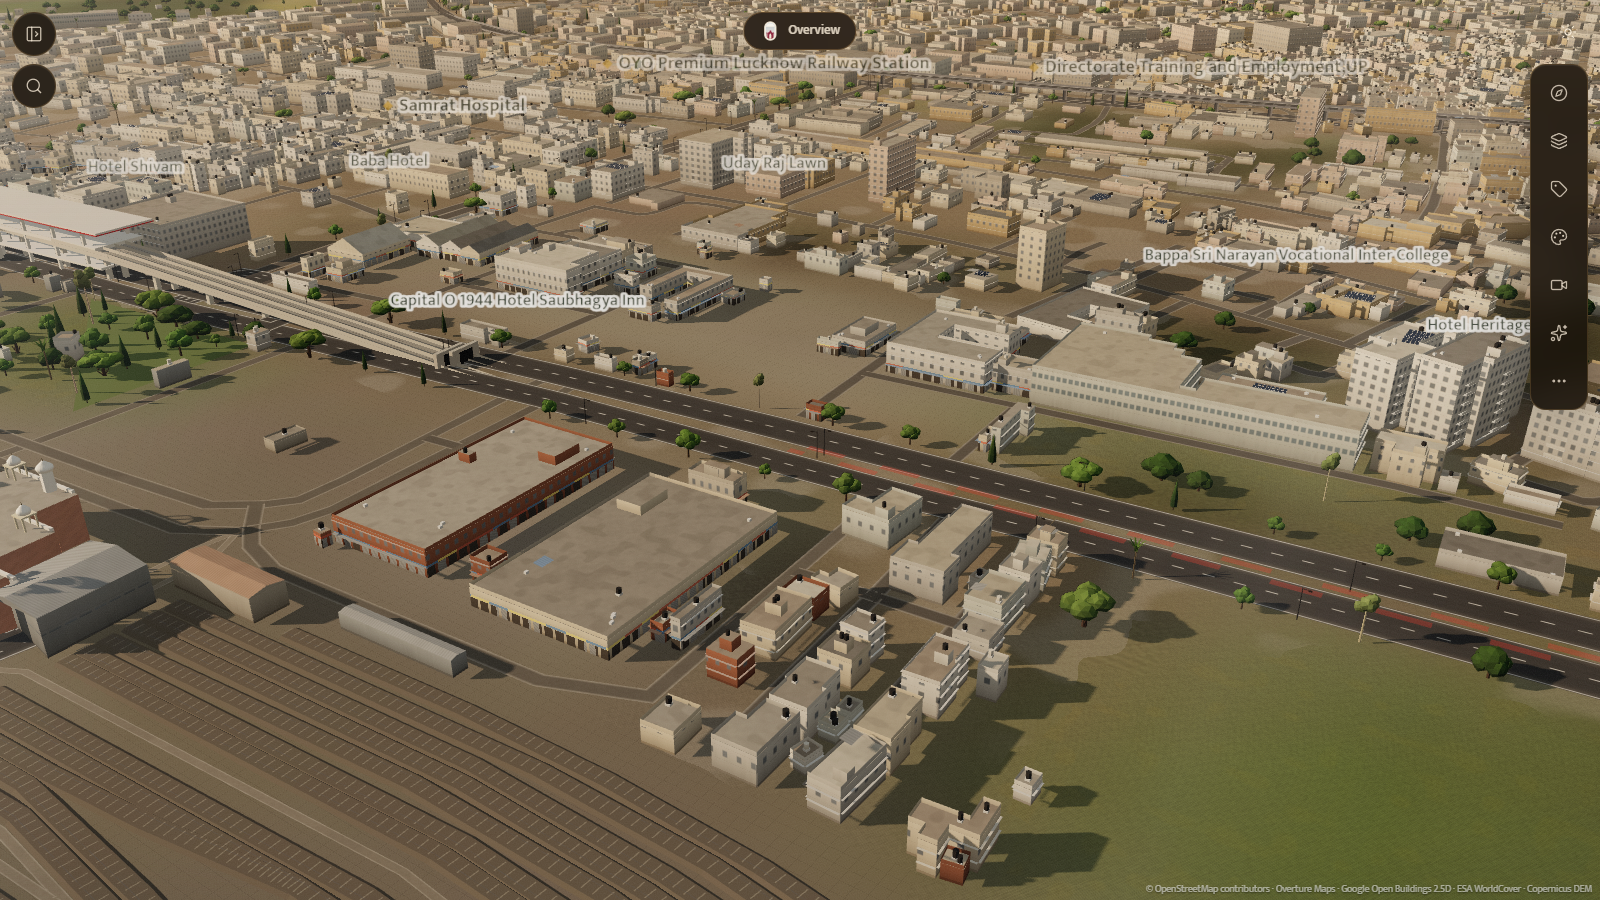 Overview
OYO Premium Lucknow Railway Station
Directorate Training and Employment UP
Samrat Hospital
Hotel Shivam
Baba Hotel
Uday Raj Lawn
Bappa Sri Narayan Vocational Inter College
Capital O 1944 Hotel Saubhagya Inn
Hotel Heritage
© OpenStreetMap contributors · Overture Maps · Google Open Buildings 2.5D · ESA WorldCover · Copernicus DEM